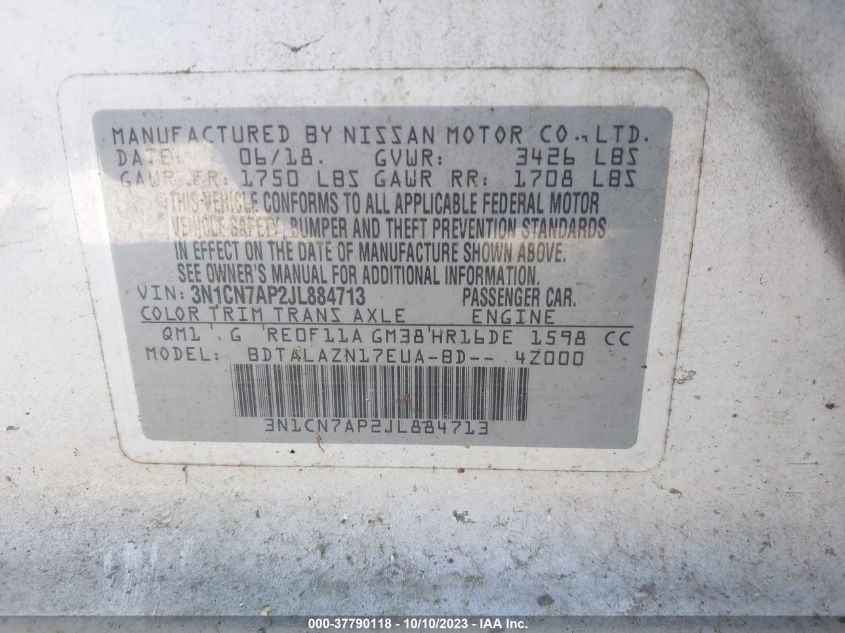 MANUFACTURED BY NISSAN MOTOR CO., LTD.
DATE: 06/18. GVWR: 3426 LBS
GAWR FR: 1750 LBS GAWR RR: 1708 LBS
THIS VEHICLE CONFORMS TO ALL APPLICABLE FEDERAL MOTOR
VEHICLE SAFETY, BUMPER AND THEFT PREVENTION STANDARDS
IN EFFECT ON THE DATE OF MANUFACTURE SHOWN ABOVE.
SEE OWNER'S MANUAL FOR ADDITIONAL INFORMATION.
VIN: 3N1CN7AP2JL884713 PASSENGER CAR.
COLOR TRIM TRANS AXLE ENGINE
QM1 . G RE0F11A GM38 HR16DE 1598 CC
MODEL: BDTALAZN17EUA-BD-- 4Z000
3N1CN7AP2JL884713
000-37790118 - 10/10/2023 - IAAI.com